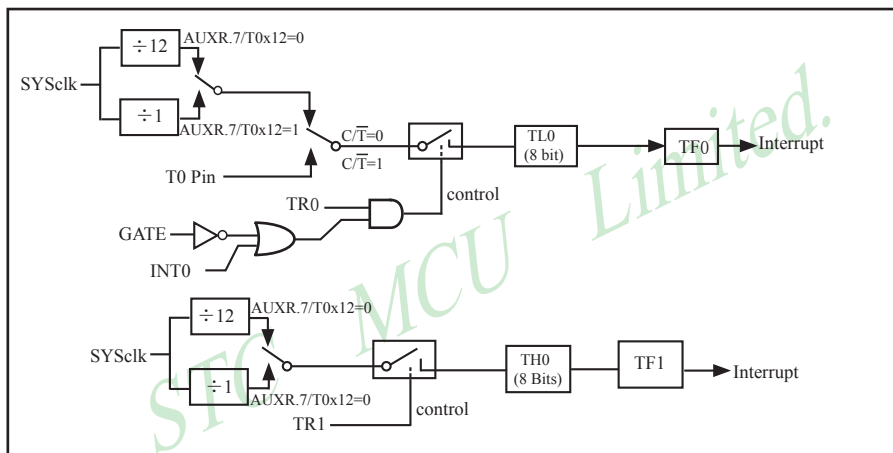 ÷12
AUXR.7/T0x12=0
SYSclk
÷1
AUXR.7/T0x12=1
C/T̅=0
C/T̅=1
T0 Pin
TL0
(8 bit)
TF0
Interrupt
control
TR0
GATE
INT0
÷12
AUXR.7/T0x12=0
SYSclk
÷1
AUXR.7/T0x12=0
TH0
(8 Bits)
TF1
Interrupt
control
TR1
STC MCU Limited.